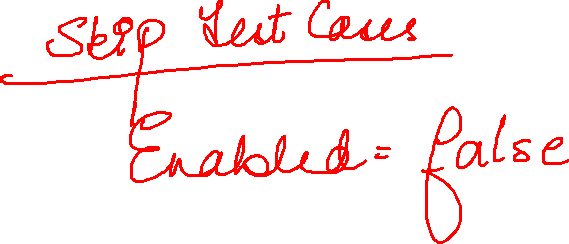 Skip Test Cases
Enabled = false